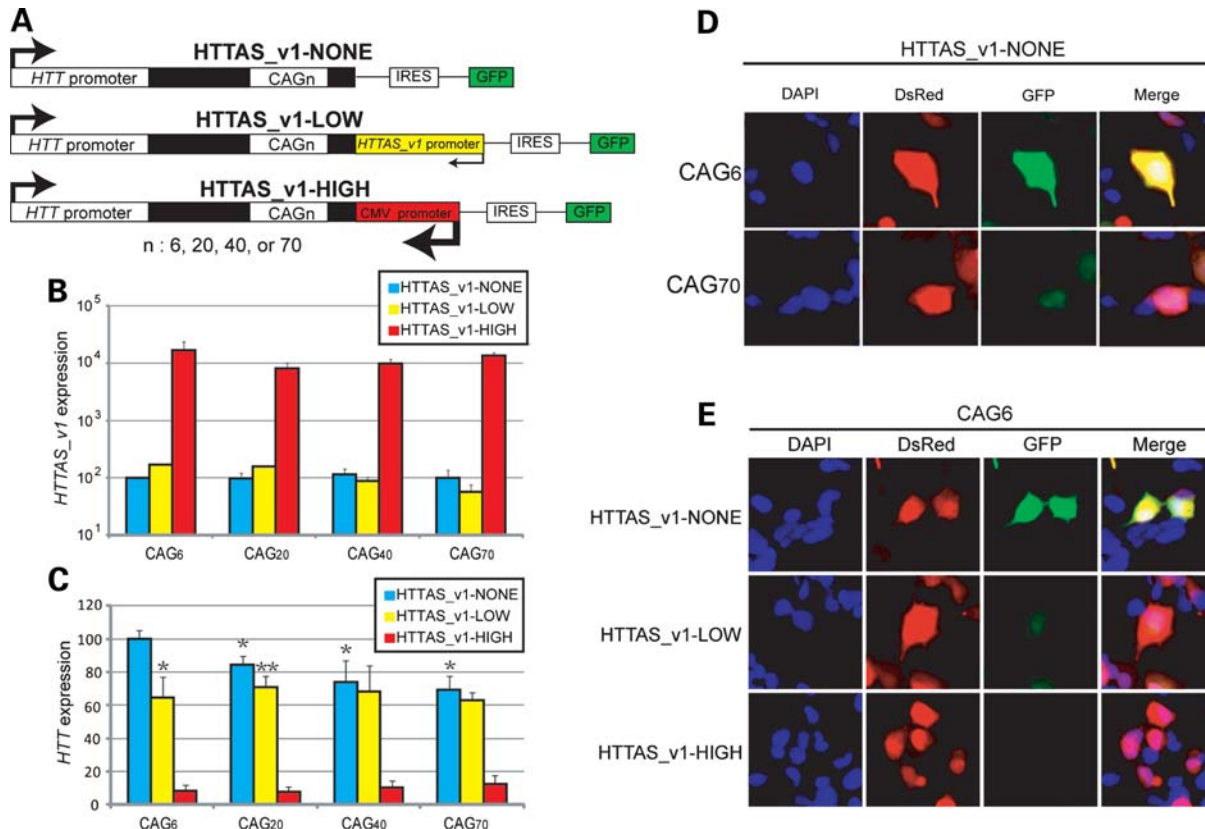 A
HTTAS_v1-NONE
HTT promoter CAGn IRES GFP
HTTAS_v1-LOW
HTT promoter CAGn HTTAS_v1 promoter IRES GFP
HTTAS_v1-HIGH
HTT promoter CAGn CMV promoter IRES GFP
n : 6, 20, 40, or 70
B
HTTAS_v1 expression
10^5
10^4
10^3
10^2
10^1
HTTAS_v1-NONE
HTTAS_v1-LOW
HTTAS_v1-HIGH
CAG6 CAG20 CAG40 CAG70
C
HTT expression
120
100
80
60
40
20
0
HTTAS_v1-NONE
HTTAS_v1-LOW
HTTAS_v1-HIGH
* * ** * *
CAG6 CAG20 CAG40 CAG70
D
HTTAS_v1-NONE
DAPI DsRed GFP Merge
CAG6
CAG70
E
CAG6
DAPI DsRed GFP Merge
HTTAS_v1-NONE
HTTAS_v1-LOW
HTTAS_v1-HIGH